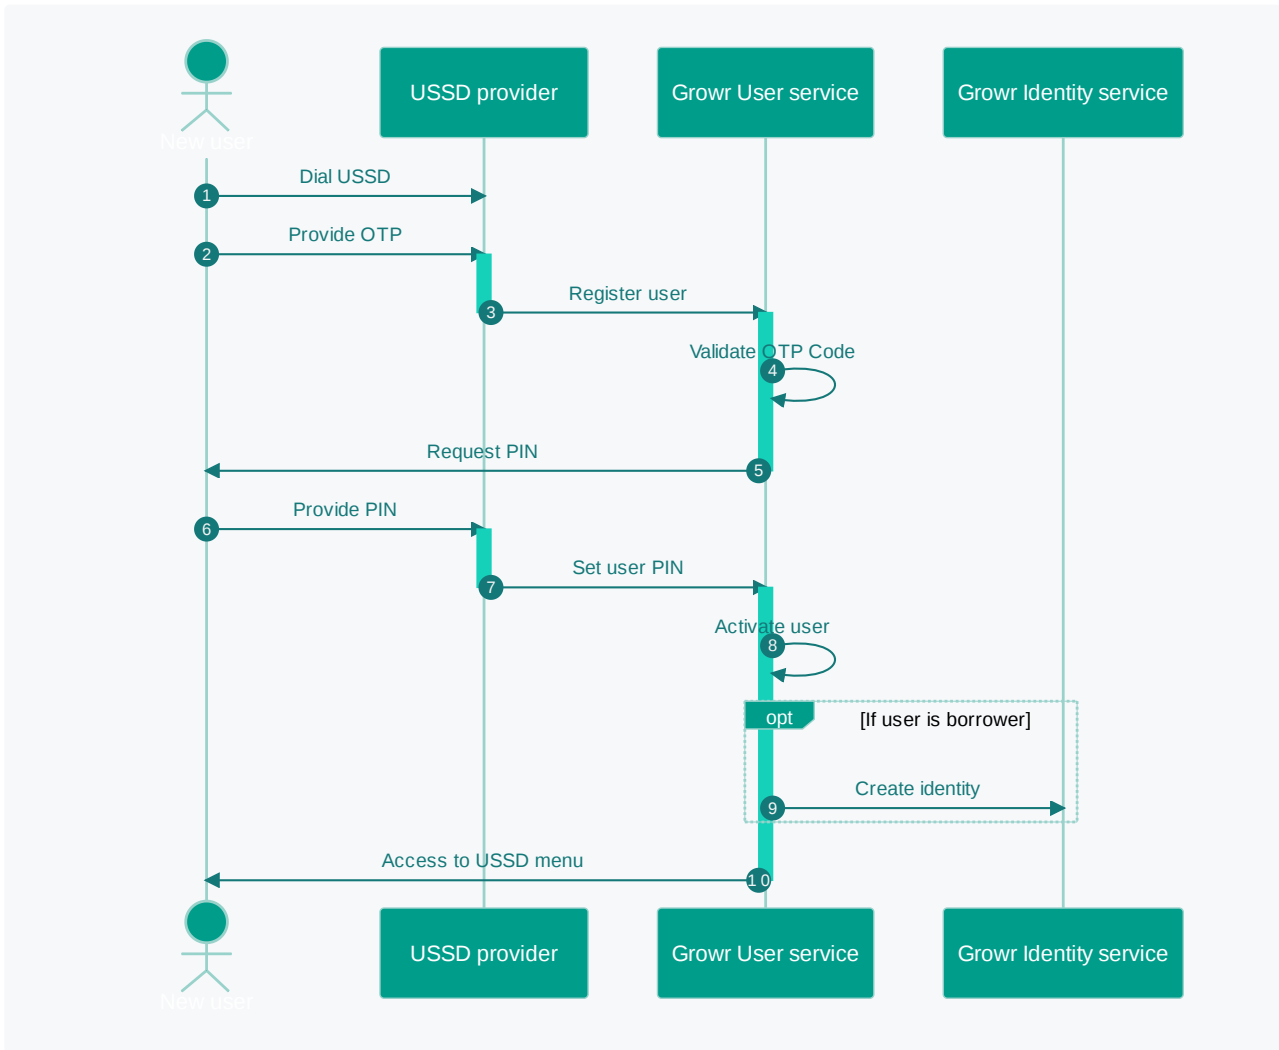 New user
USSD provider
Growr User service
Growr Identity service
Dial USSD
1
Provide OTP
2
Register user
3
Validate OTP Code
4
Request PIN
5
Provide PIN
6
Set user PIN
7
Activate user
8
opt
[If user is borrower]
Create identity
9
Access to USSD menu
10
New user
USSD provider
Growr User service
Growr Identity service